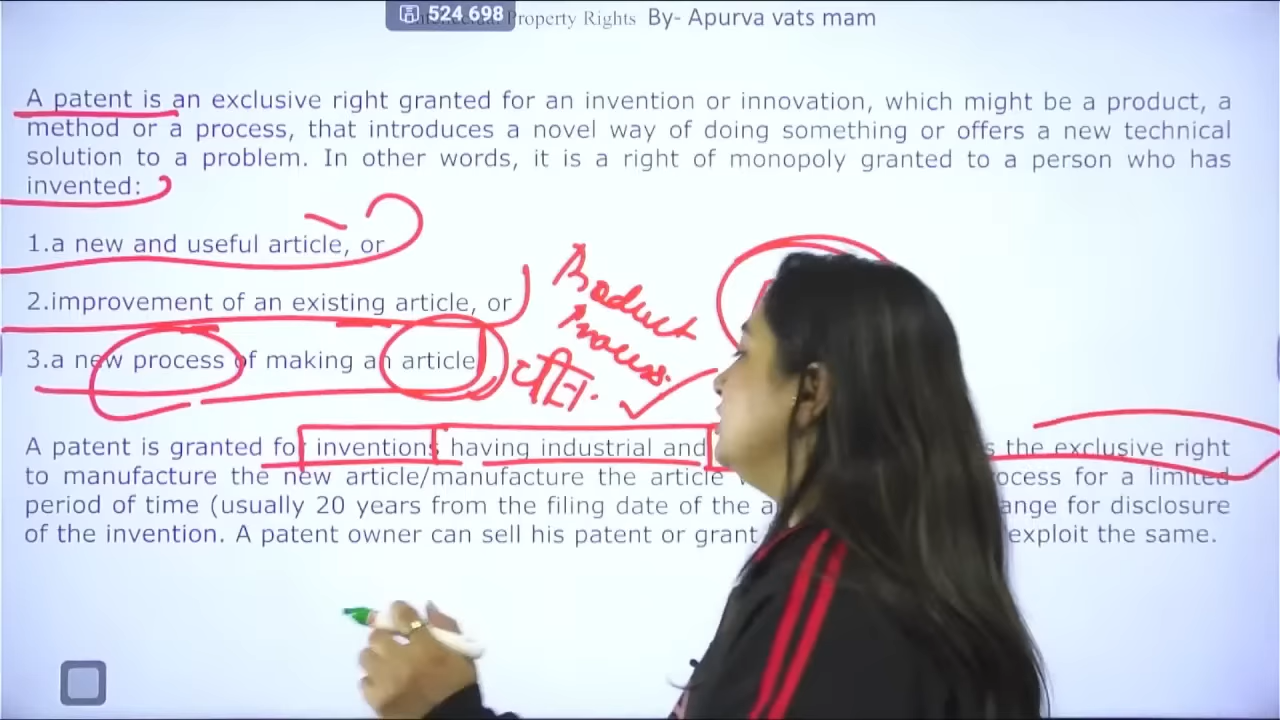 524 698
Property Rights By- Apurva vats mam
A patent is an exclusive right granted for an invention or innovation, which might be a product, a
method or a process, that introduces a novel way of doing something or offers a new technical
solution to a problem. In other words, it is a right of monopoly granted to a person who has
invented:
1.a new and useful article, or
2.improvement of an existing article, or
3.a new process of making an article
Product
Process
A patent is granted for inventions having industrial and the exclusive right
to manufacture the new article/manufacture the article for a limited
period of time (usually 20 years from the filing date of the for disclosure
of the invention. A patent owner can sell his patent or grant exploit the same.